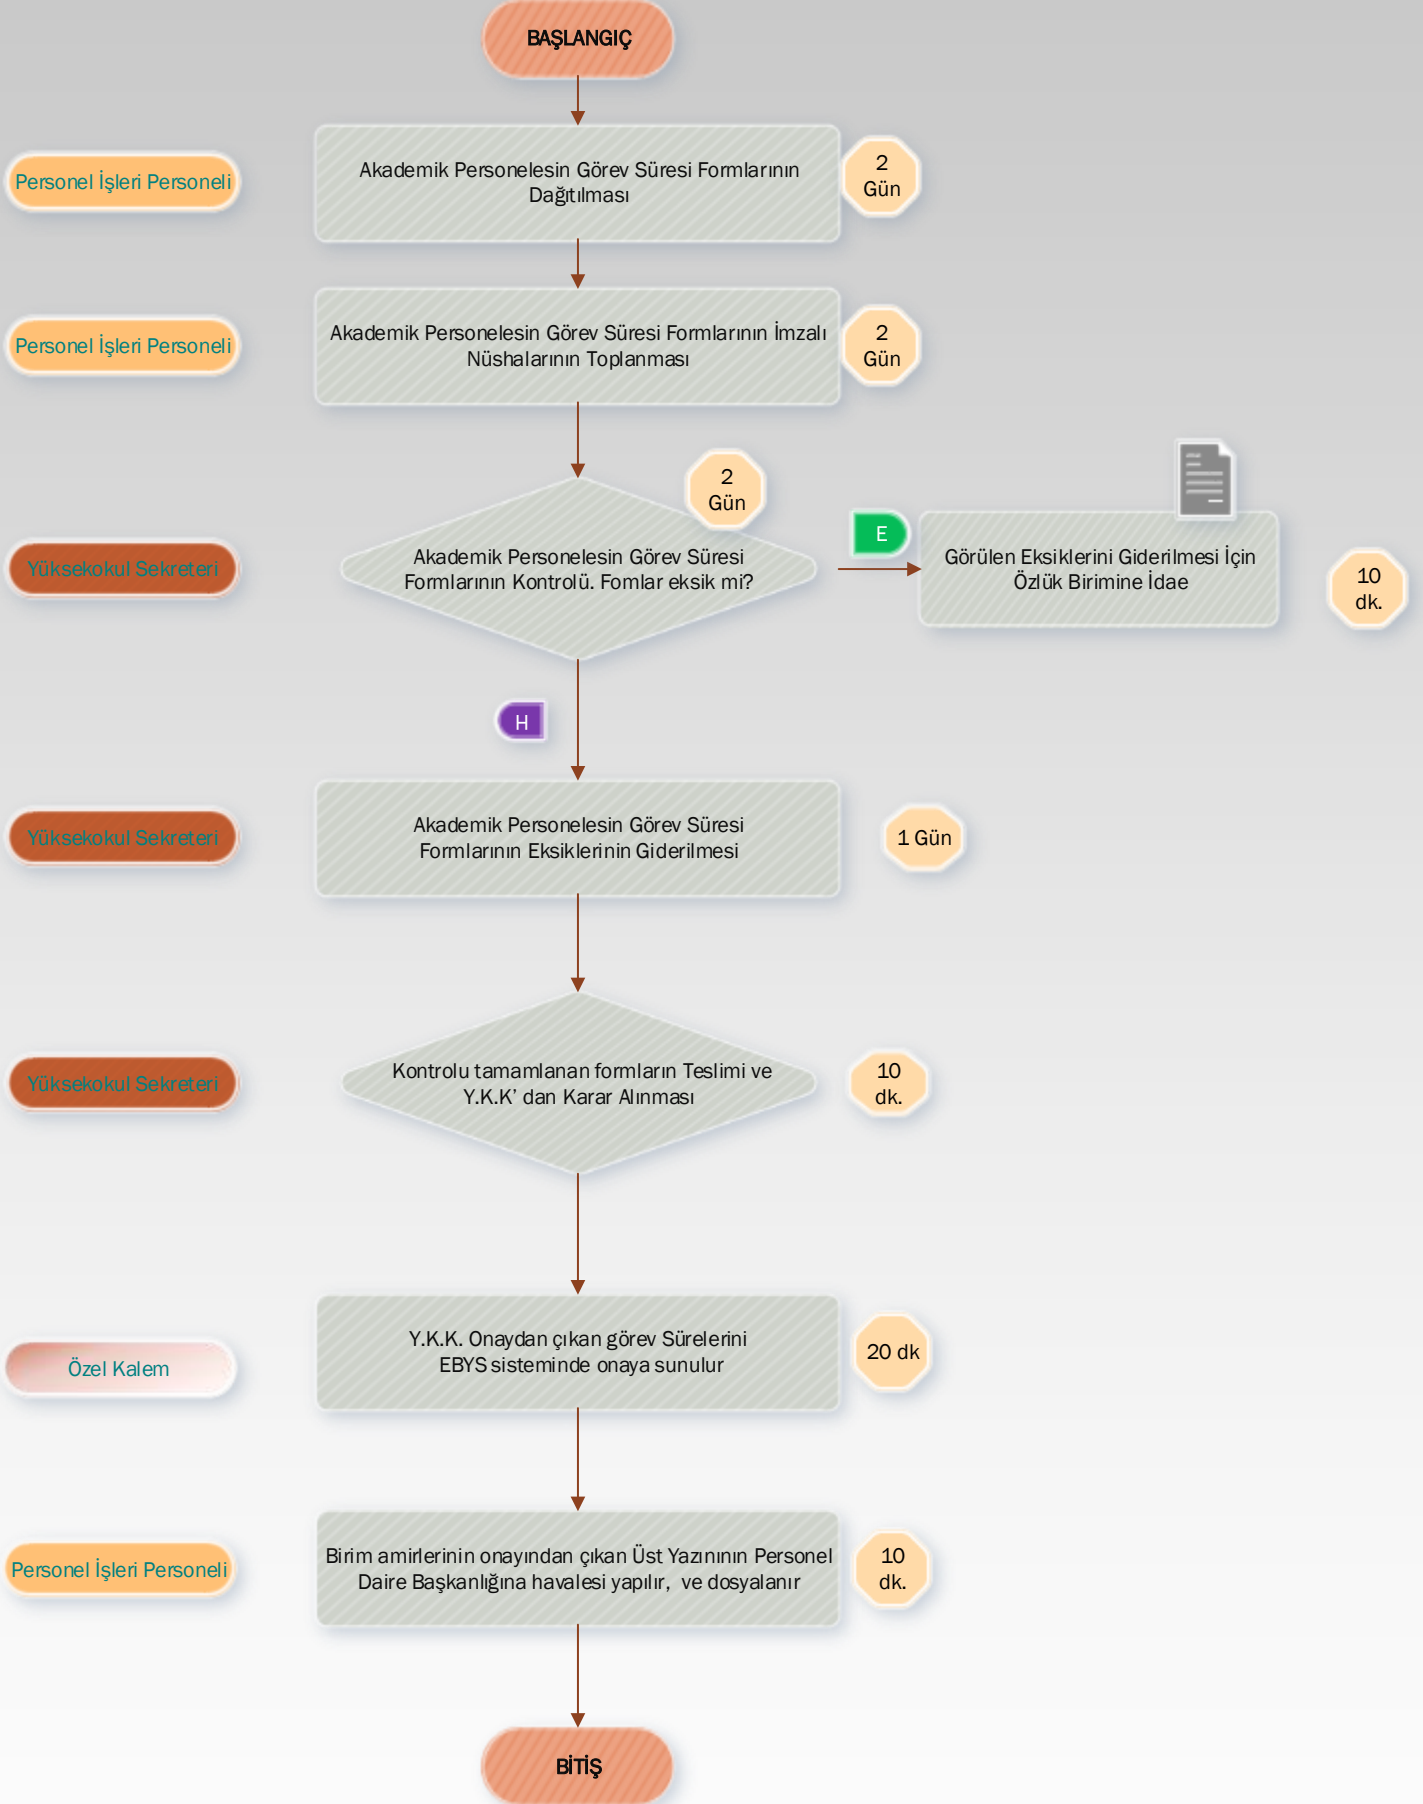 BAŞLANGIÇ
Personel İşleri Personeli
Akademik Personelesin Görev Süresi Formlarının
Dağıtılması
2
Gün
Personel İşleri Personeli
Akademik Personelesin Görev Süresi Formlarının İmzalı
Nüshalarının Toplanması
2
Gün
2
Gün
Yüksekokul Sekreteri
Akademik Personelesin Görev Süresi
Formlarının Kontrolü. Fomlar eksik mi?
E
Görülen Eksiklerini Giderilmesi İçin
Özlük Birimine İdae
10
dk.
H
Yüksekokul Sekreteri
Akademik Personelesin Görev Süresi
Formlarının Eksiklerinin Giderilmesi
1 Gün
Yüksekokul Sekreteri
Kontrolu tamamlanan formların Teslimi ve
Y.K.K' dan Karar Alınması
10
dk.
Özel Kalem
Y.K.K. Onaydan çıkan görev Sürelerini
EBYS sisteminde onaya sunulur
20 dk
Personel İşleri Personeli
Birim amirlerinin onayından çıkan Üst Yazınının Personel
Daire Başkanlığına havalesi yapılır, ve dosyalanır
10
dk.
BİTİŞ